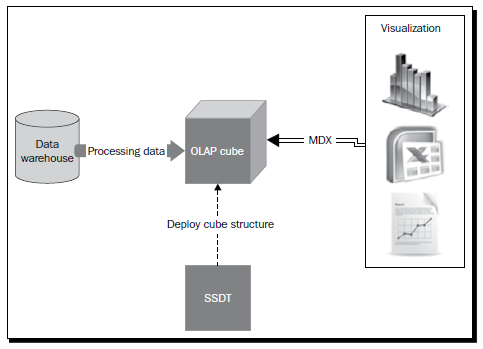 Visualization
Data
warehouse
Processing data
OLAP cube
MDX
Deploy cube structure
SSDT